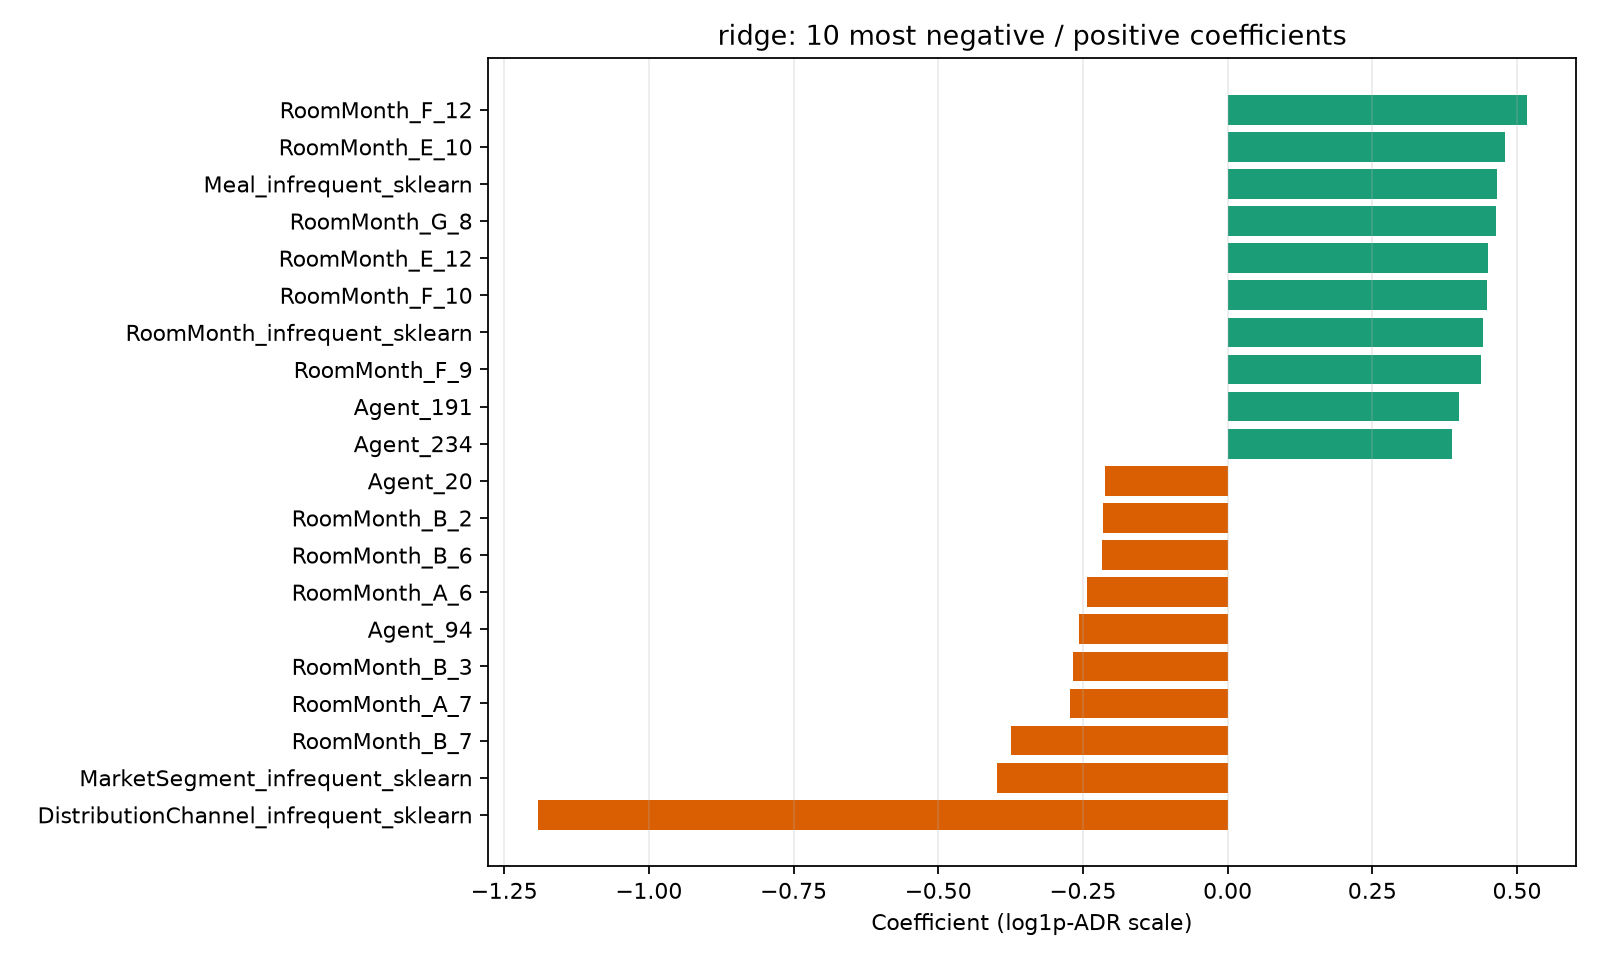 ridge: 10 most negative / positive coefficients
RoomMonth_F_12
RoomMonth_E_10
Meal_infrequent_sklearn
RoomMonth_G_8
RoomMonth_E_12
RoomMonth_F_10
RoomMonth_infrequent_sklearn
RoomMonth_F_9
Agent_191
Agent_234
Agent_20
RoomMonth_B_2
RoomMonth_B_6
RoomMonth_A_6
Agent_94
RoomMonth_B_3
RoomMonth_A_7
RoomMonth_B_7
MarketSegment_infrequent_sklearn
DistributionChannel_infrequent_sklearn
−1.25 −1.00 −0.75 −0.50 −0.25 0.00 0.25 0.50
Coefficient (log1p-ADR scale)